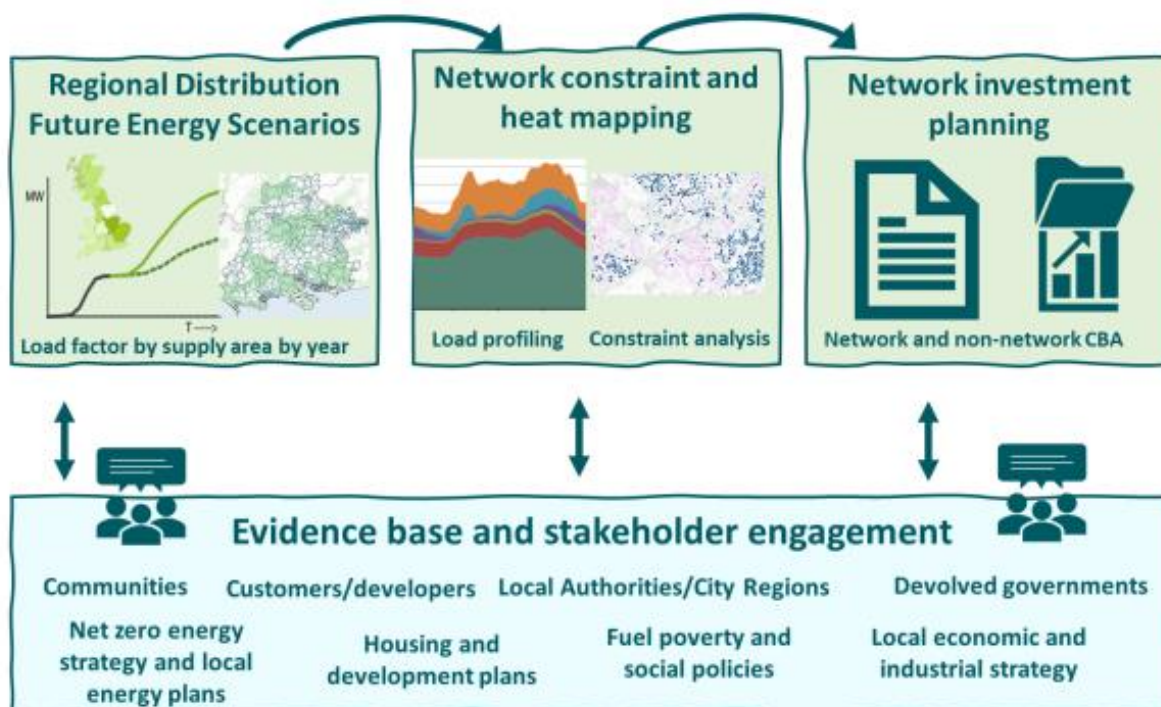 Regional Distribution
Future Energy Scenarios
MW
T
Load factor by supply area by year
Network constraint and
heat mapping
Load profiling
Constraint analysis
Network investment
planning
Network and non-network CBA
Evidence base and stakeholder engagement
Communities
Customers/developers
Local Authorities/City Regions
Devolved governments
Net zero energy
strategy and local
energy plans
Housing and
development plans
Fuel poverty and
social policies
Local economic and
industrial strategy